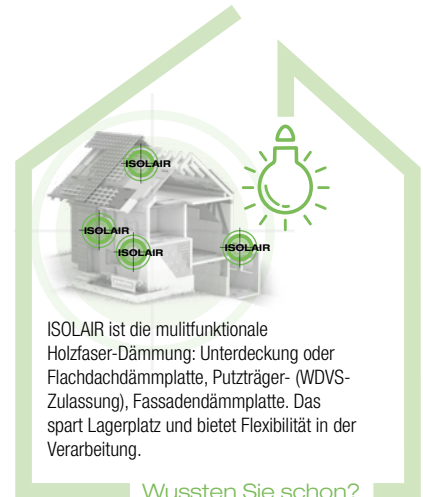 ISOLAIR
ISOLAIR
ISOLAIR
ISOLAIR
ISOLAIR ist die mulitfunktionale
Holzfaser-Dämmung: Unterdeckung oder
Flachdachdämmplatte, Putzträger- (WDVS-
Zulassung), Fassadendämmplatte. Das
spart Lagerplatz und bietet Flexibilität in der
Verarbeitung.
Wussten Sie schon?